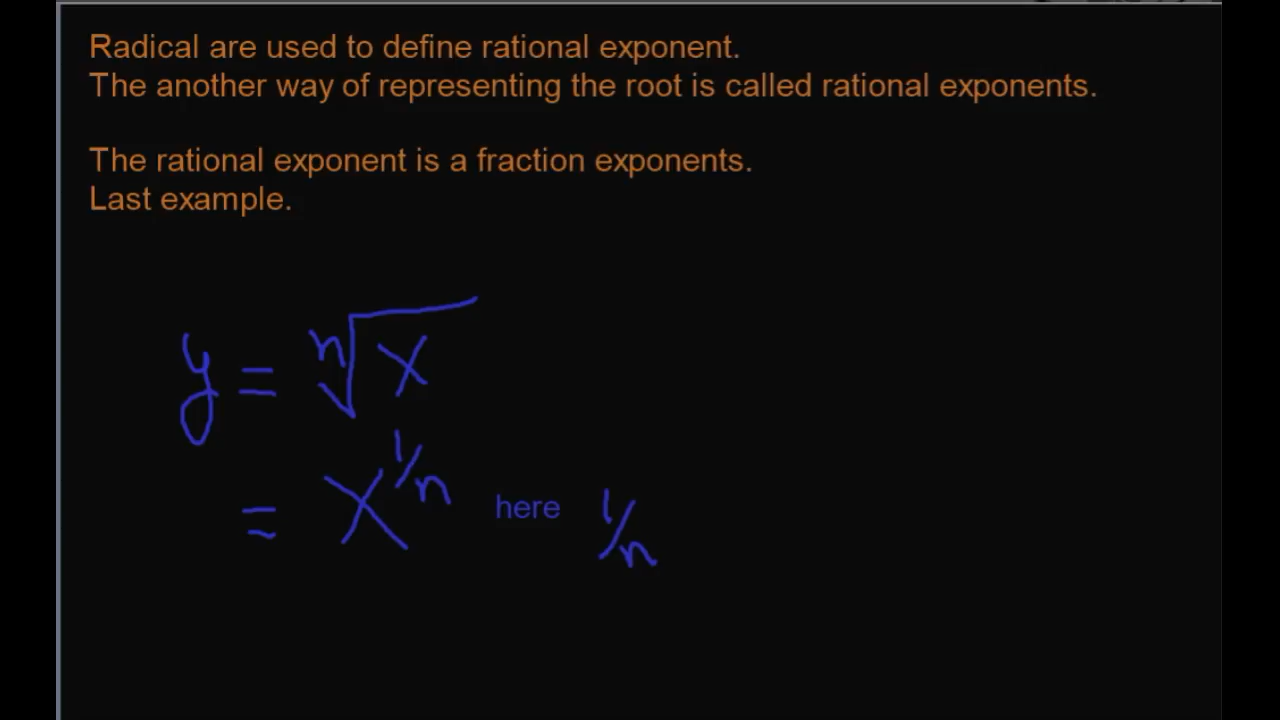 Radical are used to define rational exponent.
The another way of representing the root is called rational exponents.
The rational exponent is a fraction exponents.
Last example.
y = ⁿ√x
= x^1/n here 1/n